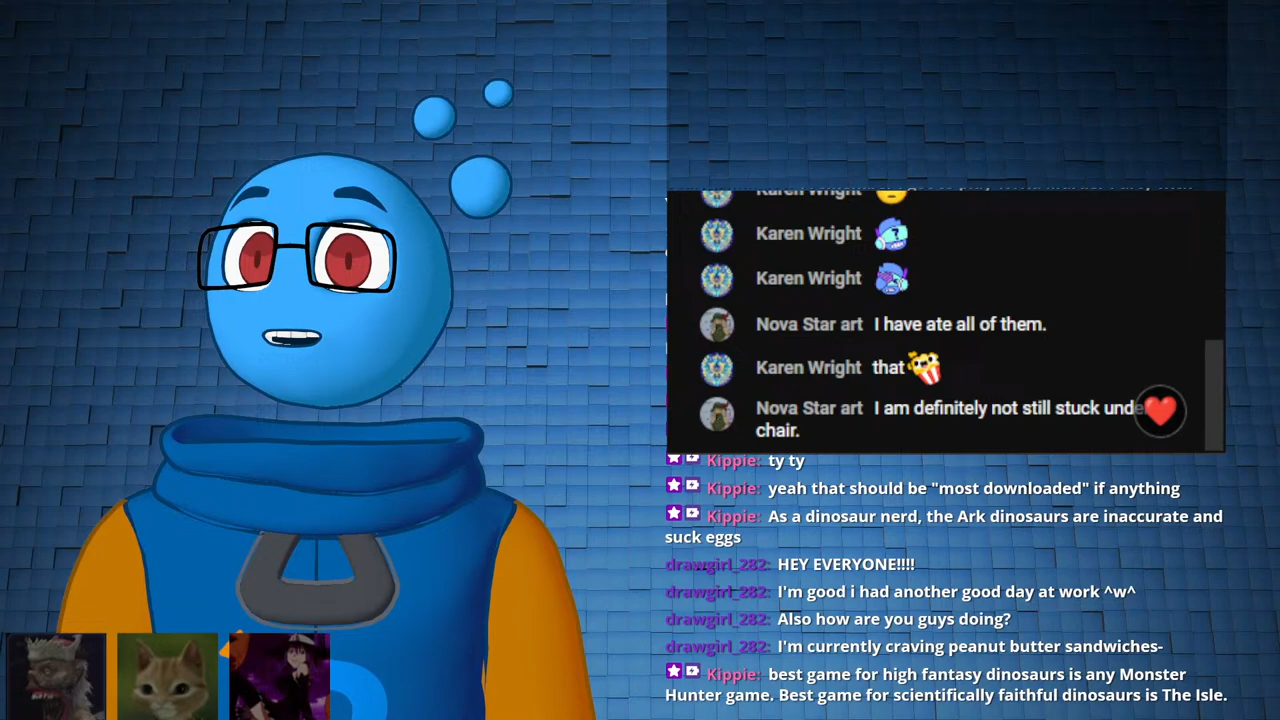 Karen Wright
Karen Wright
Karen Wright
Nova Star art I have ate all of them.
Karen Wright that
Nova Star art I am definitely not still stuck unde
chair.
Kippie: ty ty
Kippie: yeah that should be "most downloaded" if anything
Kippie: As a dinosaur nerd, the Ark dinosaurs are inaccurate and
suck eggs
drawgirl_282: HEY EVERYONE!!!!
drawgirl_282: I'm good i had another good day at work ^w^
drawgirl_282: Also how are you guys doing?
drawgirl_282: I'm currently craving peanut butter sandwiches-
Kippie: best game for high fantasy dinosaurs is any Monster
Hunter game. Best game for scientifically faithful dinosaurs is The Isle.